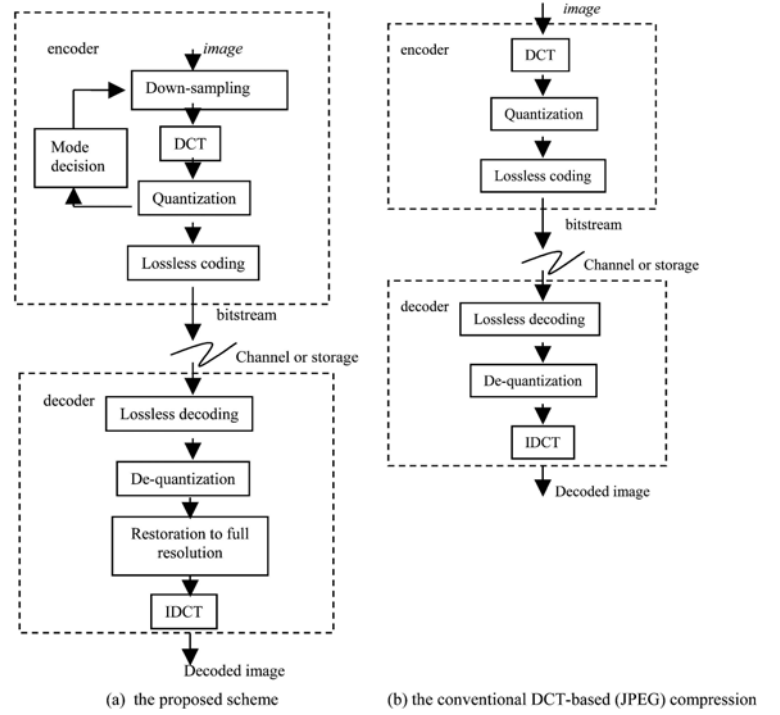 encoder
image
Down-sampling
Mode
decision
DCT
Quantization
Lossless coding
bitstream
Channel or storage
decoder
Lossless decoding
De-quantization
Restoration to full
resolution
IDCT
Decoded image
(a) the proposed scheme
image
encoder
DCT
Quantization
Lossless coding
bitstream
Channel or storage
decoder
Lossless decoding
De-quantization
IDCT
Decoded image
(b) the conventional DCT-based (JPEG) compression